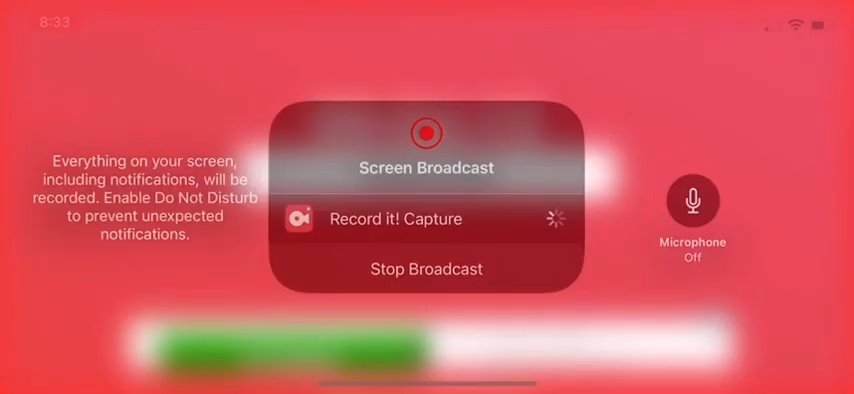 8:33
Everything on your screen,
including notifications, will be
recorded. Enable Do Not Disturb
to prevent unexpected
notifications.
Screen Broadcast
Record it! Capture
Stop Broadcast
Microphone
Off